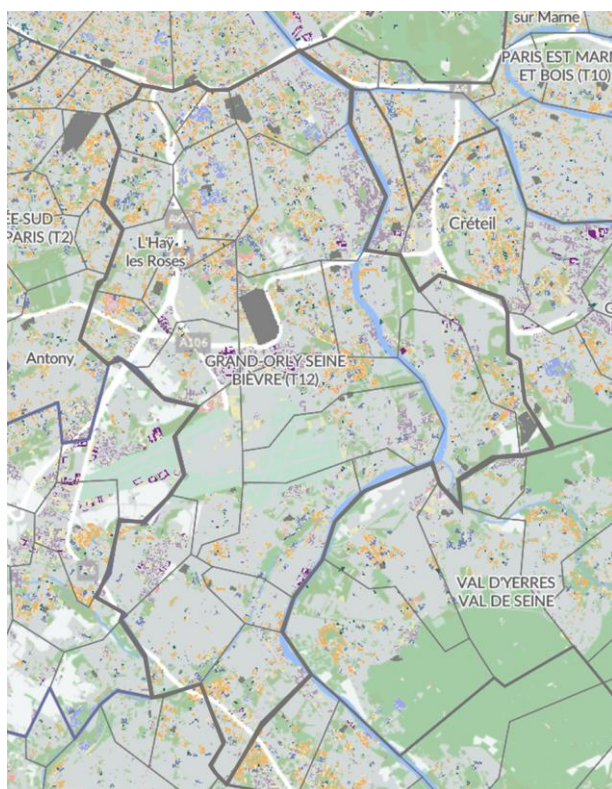 sur Marne
PARIS EST MARN
ET BOIS (T10)
ÉE SUD
PARIS (T2)
L'Haÿ
les Roses
Créteil
Antony
A106
GRAND-ORLY SEINE
BIÈVRE (T12)
VAL D'YERRES
VAL DE SEINE